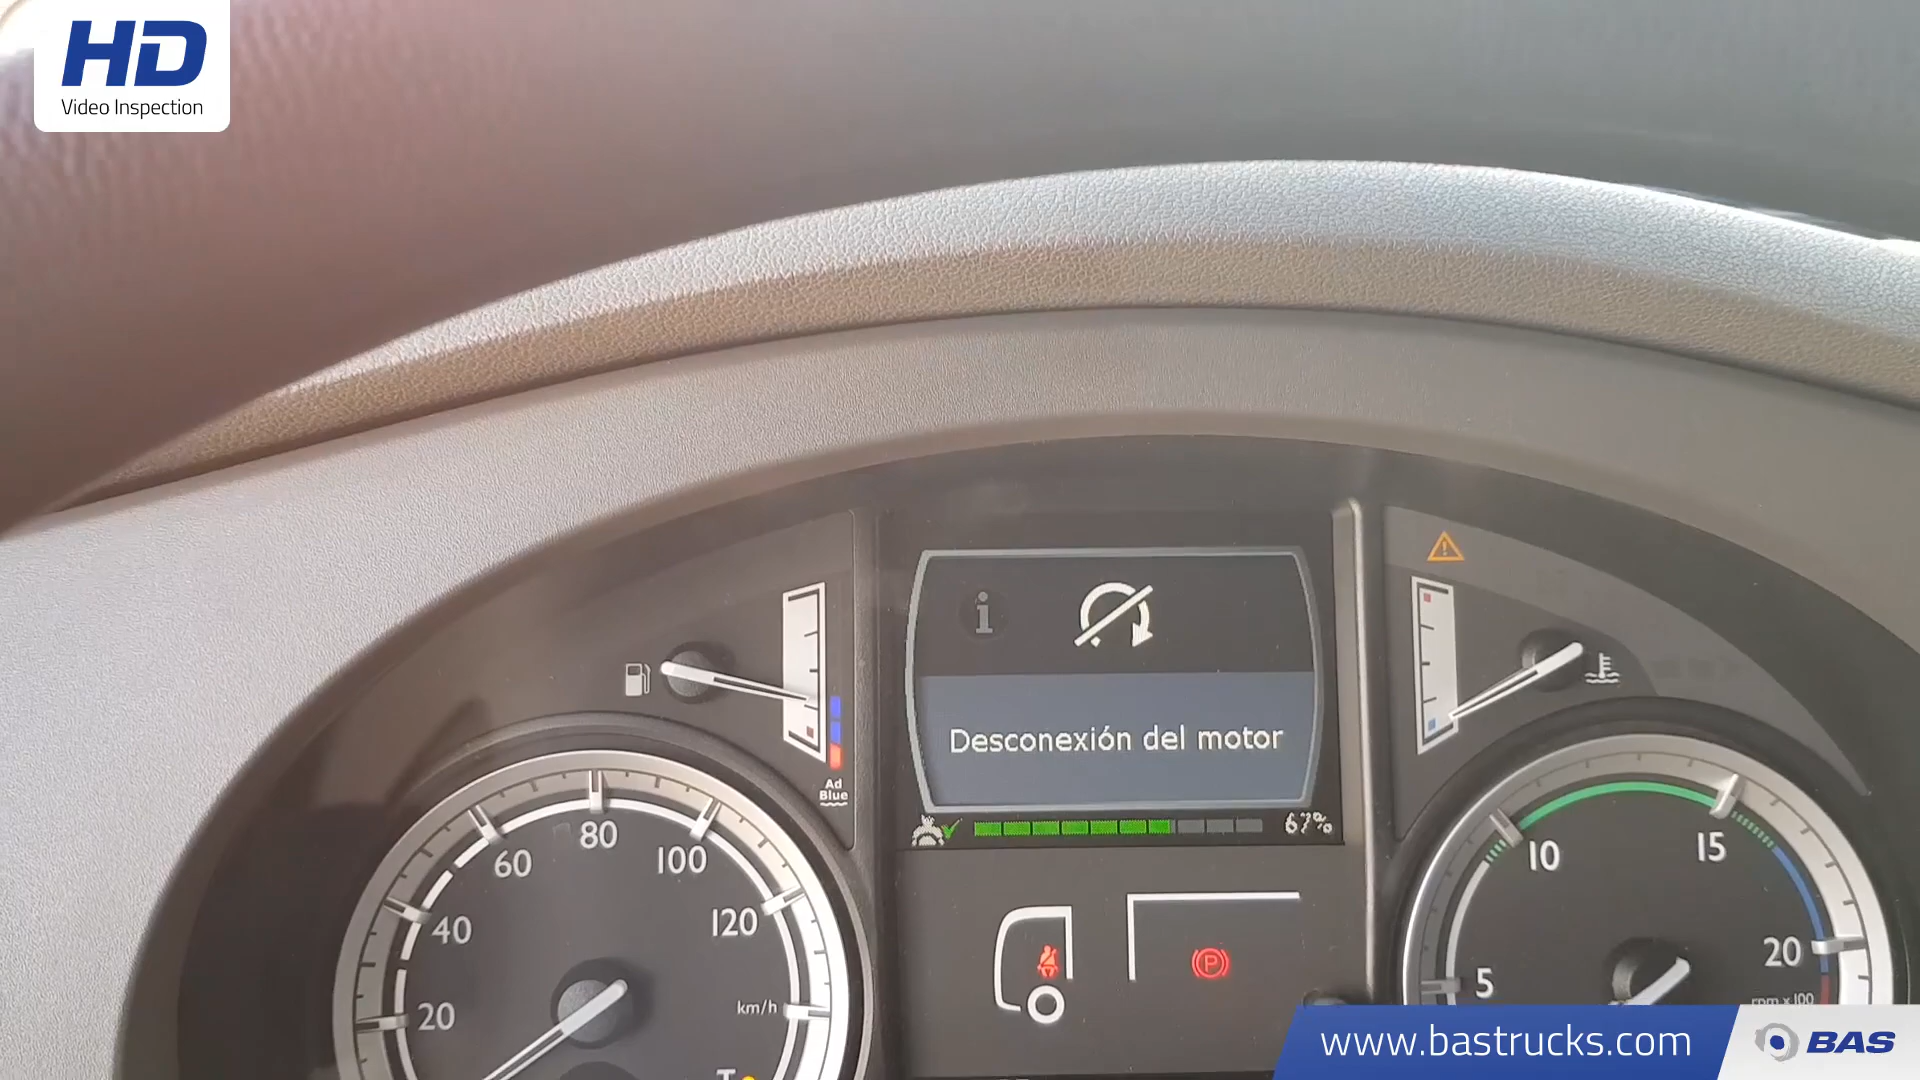 HD
Video Inspection
i
Desconexión del motor
Ad
Blue
67%
20
40
60
80
100
120
km/h
P
5
10
15
20
rpm x 100
www.bastrucks.com
BAS